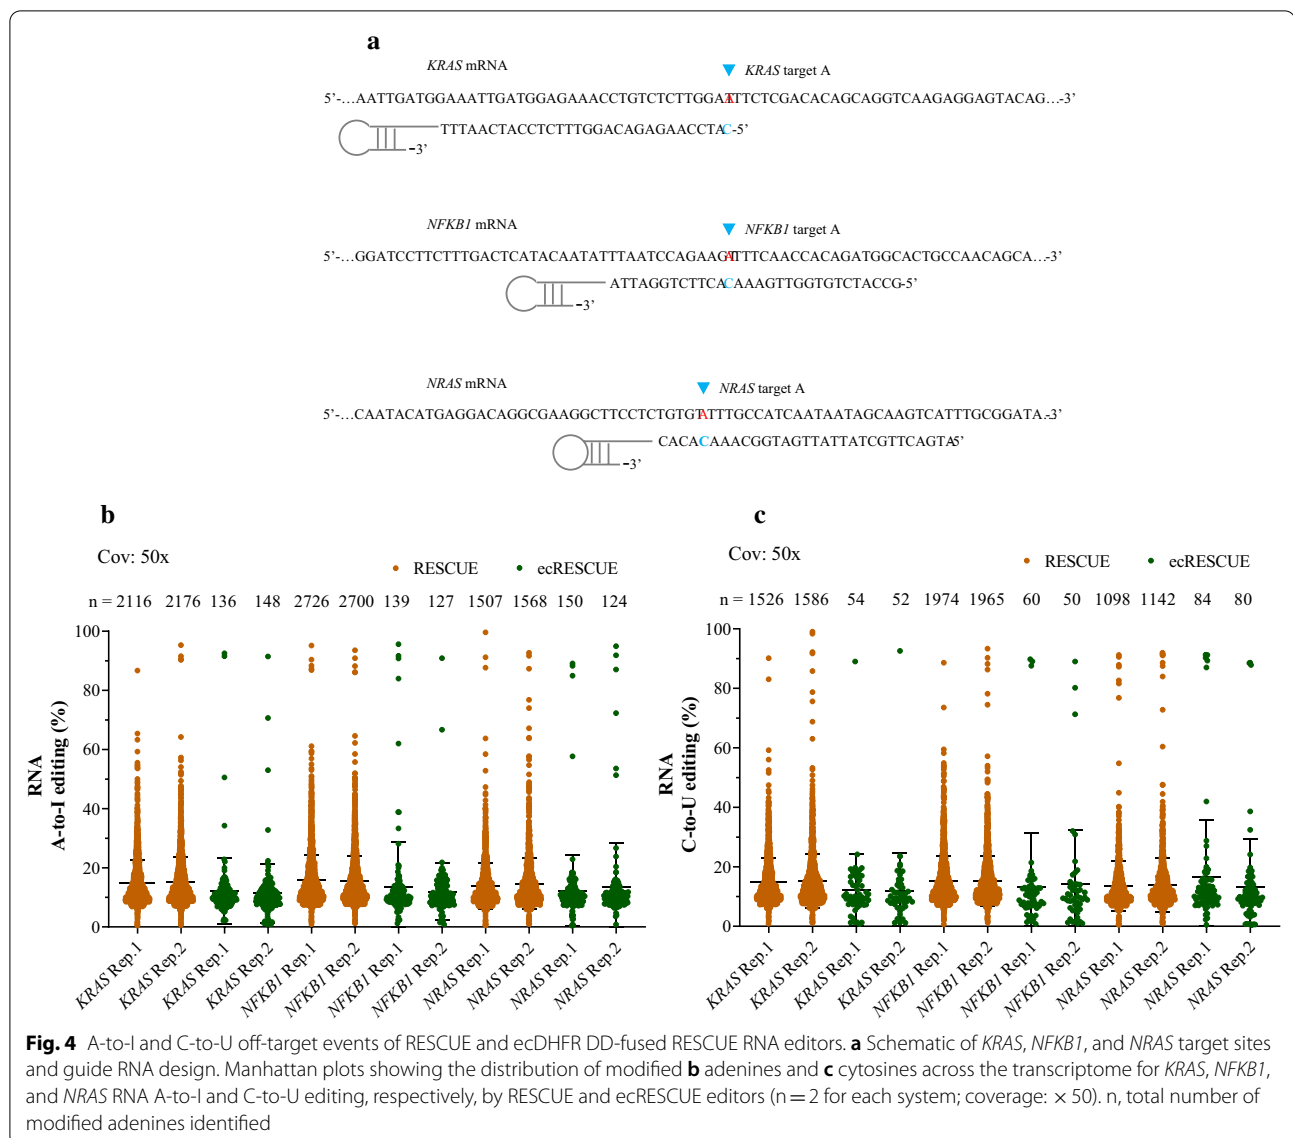 a
KRAS mRNA
KRAS target A
5’-…AATTGATGGAAATTGATGGAGAAACCTGTCTCTTGGATTTCTCGACACAGCAGGTCAAGAGGAGTACAG…-3’
TTTAACTACCTCTTTGGACAGAGAACCTAC-5’
-3’
NFKB1 mRNA
NFKB1 target A
5’-…GGATCCTTCTTTGACTCATACAATATTTAATCCAGAAGTTTTCAACCACAGATGGCACTGCCAACAGCA…-3’
ATTAGGTCTTCACAAAGTTGGTGTCTACCG-5’
-3’
NRAS mRNA
NRAS target A
5’-…CAATACATGAGGACAGGCGAAGGCTTCCTCTGTGTATTTGCCATCAATAATAGCAAGTCATTTGCGGATA..-3’
CACACAAACGGTAGTTATTATCGTTCAGTA5’
-3’
b
Cov: 50x
RESCUE ecRESCUE
n = 2116 2176 136 148 2726 2700 139 127 1507 1568 150 124
RNA
A-to-I editing (%)
100
80
60
40
20
0
KRAS Rep.1 KRAS Rep.2 KRAS Rep.1 KRAS Rep.2 NFKB1 Rep.1 NFKB1 Rep.2 NFKB1 Rep.1 NFKB1 Rep.2 NRAS Rep.1 NRAS Rep.2 NRAS Rep.1 NRAS Rep.2
c
Cov: 50x
RESCUE ecRESCUE
n = 1526 1586 54 52 1974 1965 60 50 1098 1142 84 80
RNA
C-to-U editing (%)
100
80
60
40
20
0
KRAS Rep.1 KRAS Rep.2 KRAS Rep.1 KRAS Rep.2 NFKB1 Rep.1 NFKB1 Rep.2 NFKB1 Rep.1 NFKB1 Rep.2 NRAS Rep.1 NRAS Rep.2 NRAS Rep.1 NRAS Rep.2
Fig. 4 A-to-I and C-to-U off-target events of RESCUE and ecDHFR DD-fused RESCUE RNA editors. a Schematic of KRAS, NFKB1, and NRAS target sites
and guide RNA design. Manhattan plots showing the distribution of modified b adenines and c cytosines across the transcriptome for KRAS, NFKB1,
and NRAS RNA A-to-I and C-to-U editing, respectively, by RESCUE and ecRESCUE editors (n = 2 for each system; coverage: × 50). n, total number of
modified adenines identified